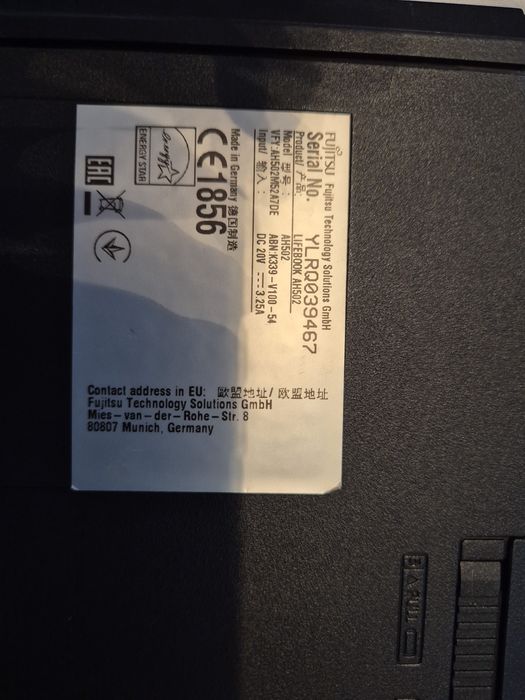 FUJITSU Fujitsu Technology Solutions GmbH
Serial No. YLRQ039467
Product/ 产品: LIFEBOOK AH502
Model 型号: AH502
VFY:AH502M52A7DE ABN:K339-V100-54
Input/ 输入: DC 20V 3.25A
Made in Germany 德国制造
CE1856
energy
ENERGY STAR
EAC
Contact address in EU: 歐盟地址/ 欧盟地址
Fujitsu Technology Solutions GmbH
Mies-van-der-Rohe-Str. 8
80807 Munich, Germany